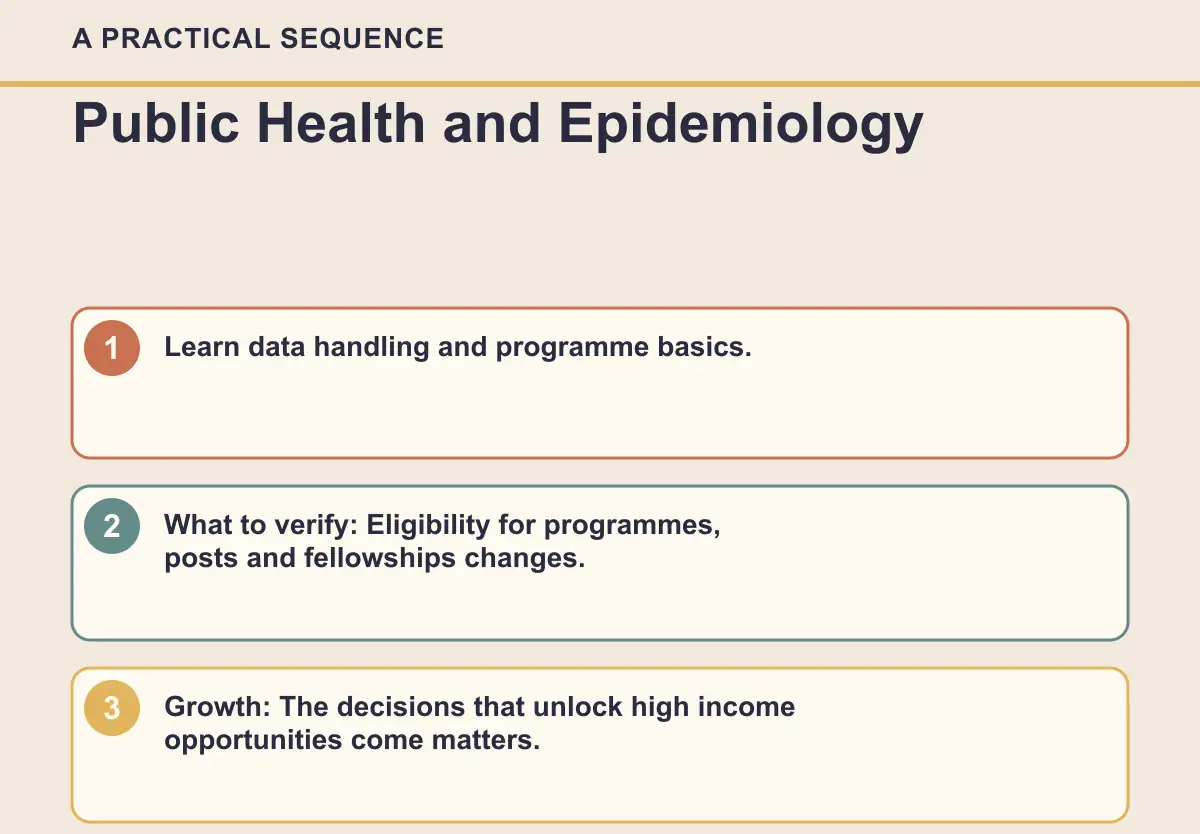 A PRACTICAL SEQUENCE
Public Health and Epidemiology
1
Learn data handling and programme basics.
2
What to verify: Eligibility for programmes,
posts and fellowships changes.
3
Growth: The decisions that unlock high income
opportunities come matters.